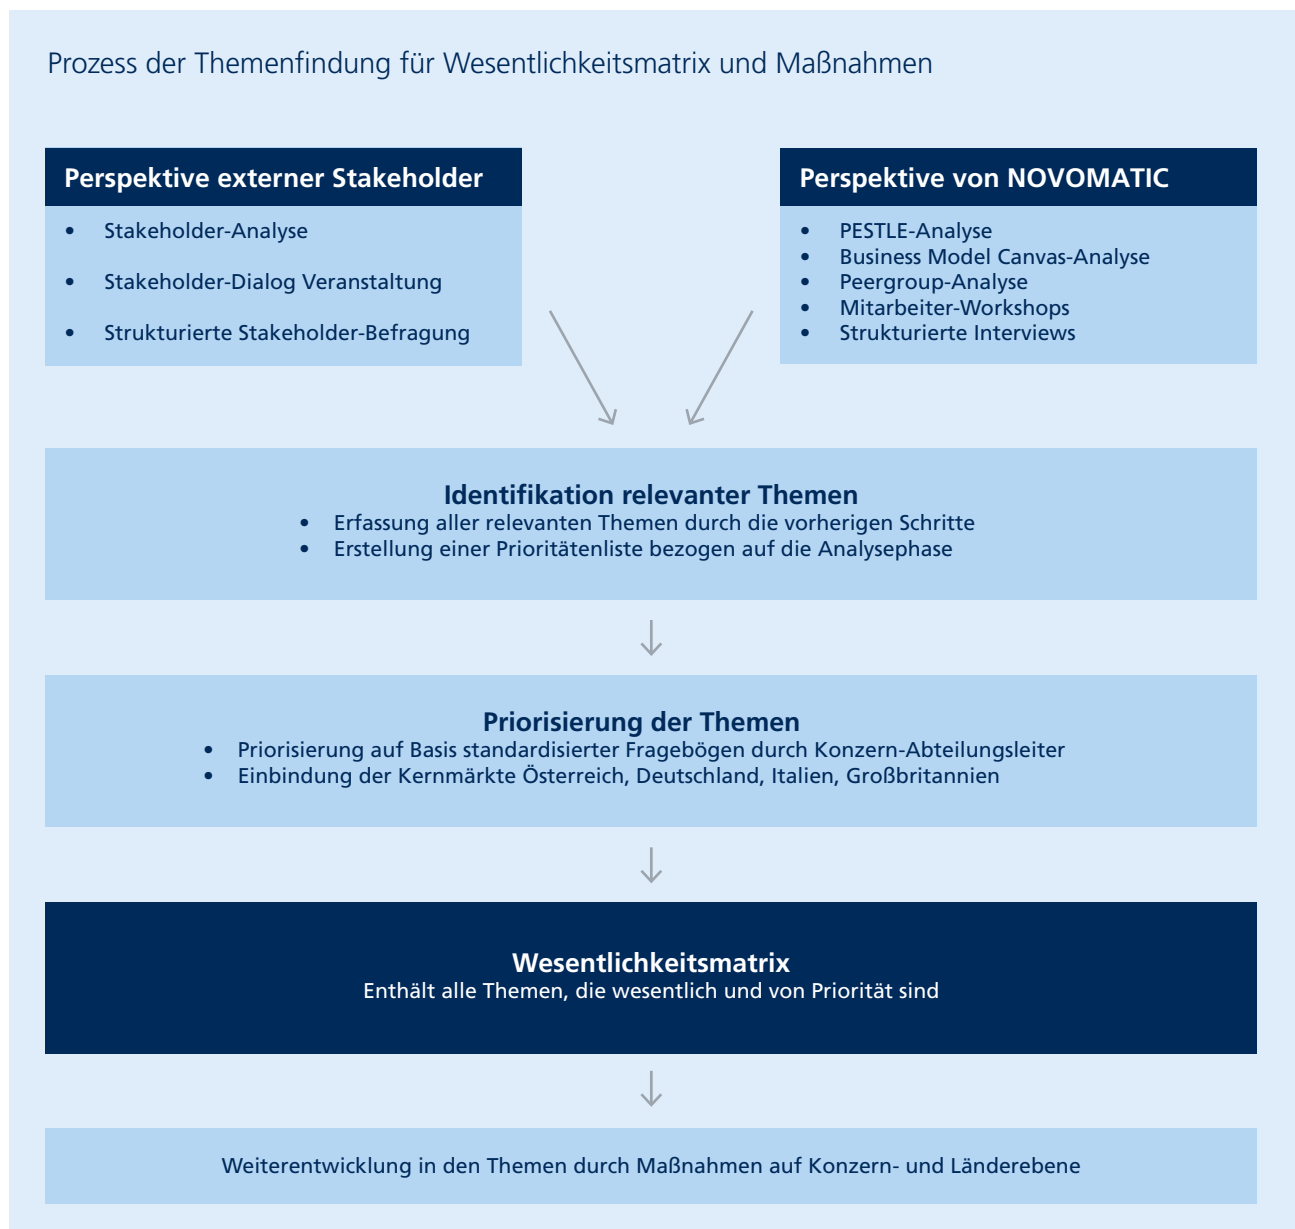 Prozess der Themenfindung für Wesentlichkeitsmatrix und Maßnahmen
Perspektive externer Stakeholder
• Stakeholder-Analyse
• Stakeholder-Dialog Veranstaltung
• Strukturierte Stakeholder-Befragung
Perspektive von NOVOMATIC
• PESTLE-Analyse
• Business Model Canvas-Analyse
• Peergroup-Analyse
• Mitarbeiter-Workshops
• Strukturierte Interviews
Identifikation relevanter Themen
• Erfassung aller relevanten Themen durch die vorherigen Schritte
• Erstellung einer Prioritätenliste bezogen auf die Analysephase
Priorisierung der Themen
• Priorisierung auf Basis standardisierter Fragebögen durch Konzern-Abteilungsleiter
• Einbindung der Kernmärkte Österreich, Deutschland, Italien, Großbritannien
Wesentlichkeitsmatrix
Enthält alle Themen, die wesentlich und von Priorität sind
Weiterentwicklung in den Themen durch Maßnahmen auf Konzern- und Länderebene